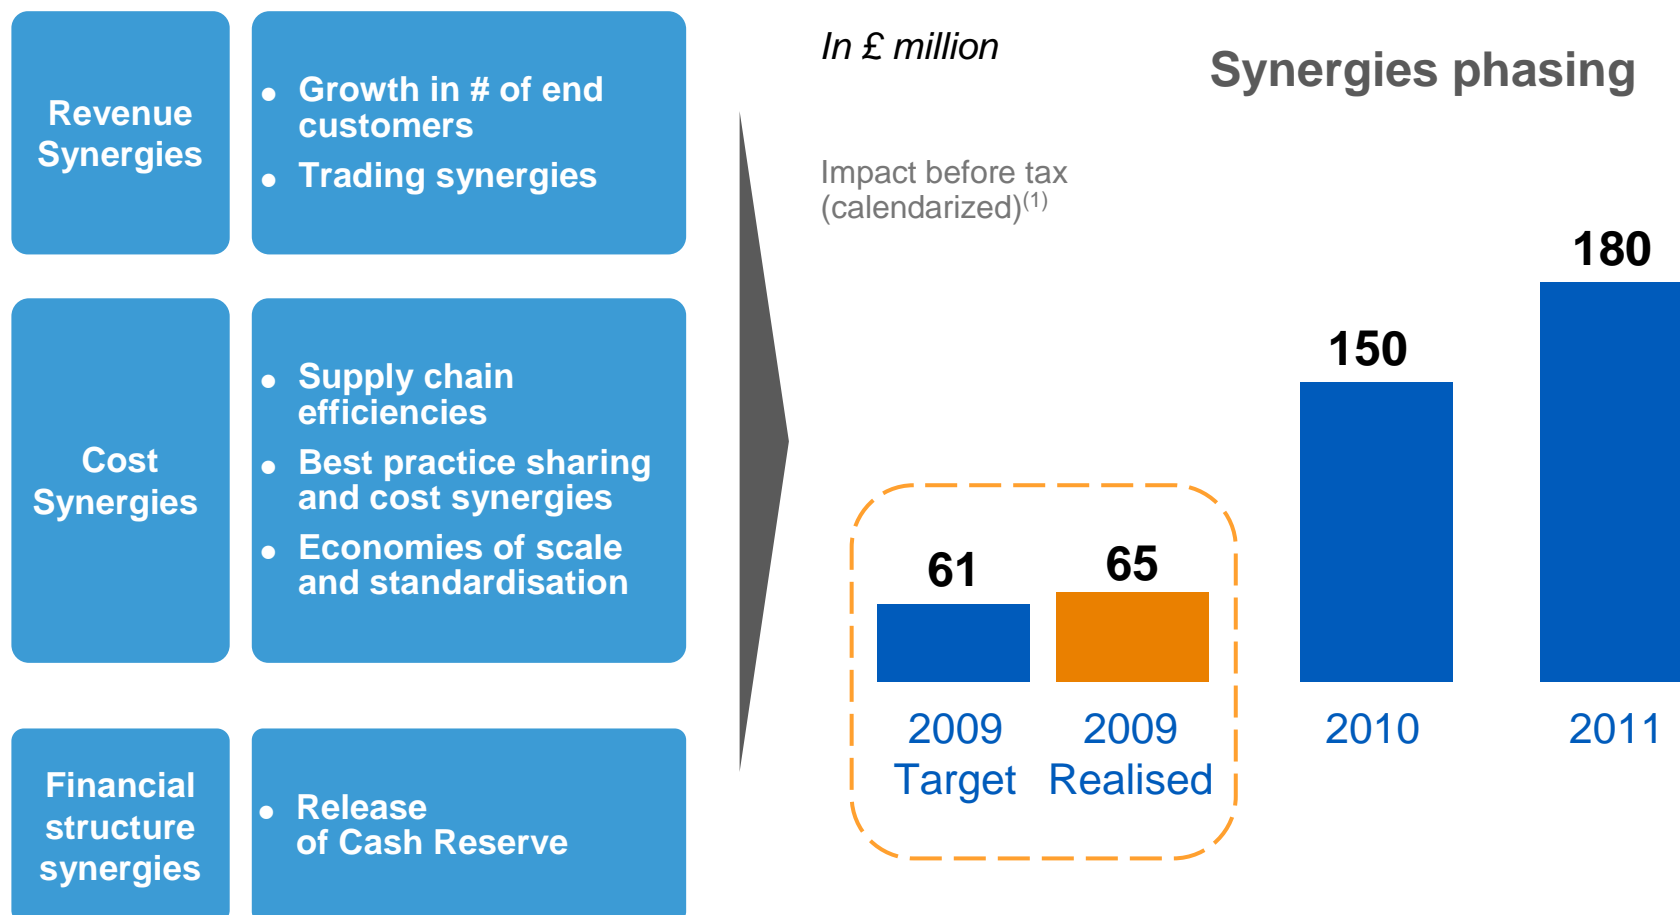 Revenue
Synergies
● Growth in # of end
customers
● Trading synergies
Cost
Synergies
● Supply chain
efficiencies
● Best practice sharing
and cost synergies
● Economies of scale
and standardisation
Financial
structure
synergies
● Release
of Cash Reserve
In £ million
Synergies phasing
Impact before tax
(calendarized)(1)
61
65
150
180
2009
Target
2009
Realised
2010
2011